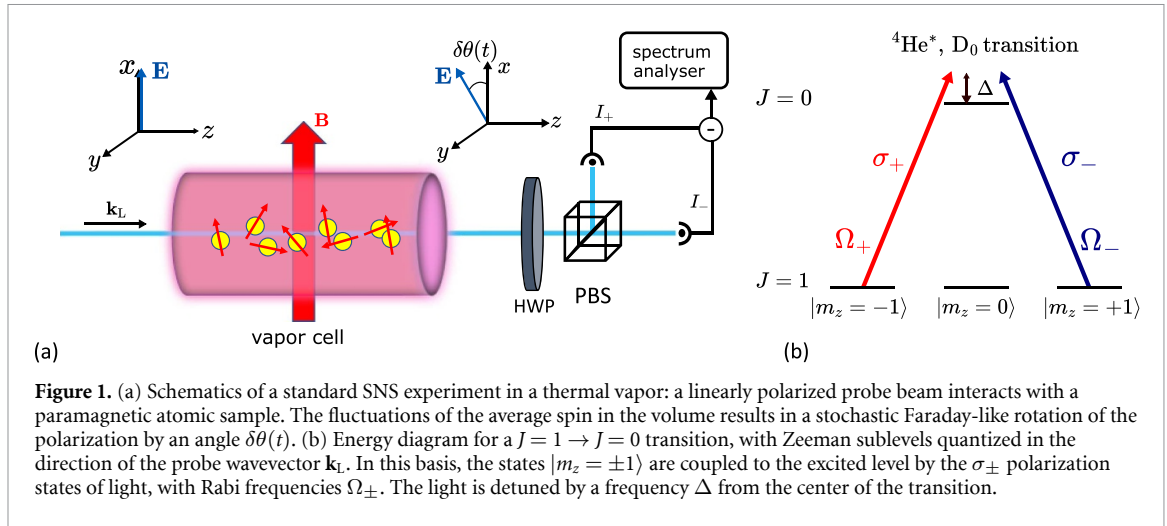 δθ(t)
x
E
z
y
B
k_L
vapor cell
E
x
z
y
HWP
PBS
I_+
I_−
−
spectrum
analyser
(a)
⁴He*, D₀ transition
Δ
J = 0
σ_+
σ_−
Ω_+
Ω_−
J = 1
|m_z = −1⟩
|m_z = 0⟩
|m_z = +1⟩
(b)
Figure 1. (a) Schematics of a standard SNS experiment in a thermal vapor: a linearly polarized probe beam interacts with a
paramagnetic atomic sample. The fluctuations of the average spin in the volume results in a stochastic Faraday-like rotation of the
polarization by an angle δθ(t). (b) Energy diagram for a J = 1 → J = 0 transition, with Zeeman sublevels quantized in the
direction of the probe wavevector k_L. In this basis, the states |m_z = ±1⟩ are coupled to the excited level by the σ_± polarization
states of light, with Rabi frequencies Ω_±. The light is detuned by a frequency Δ from the center of the transition.